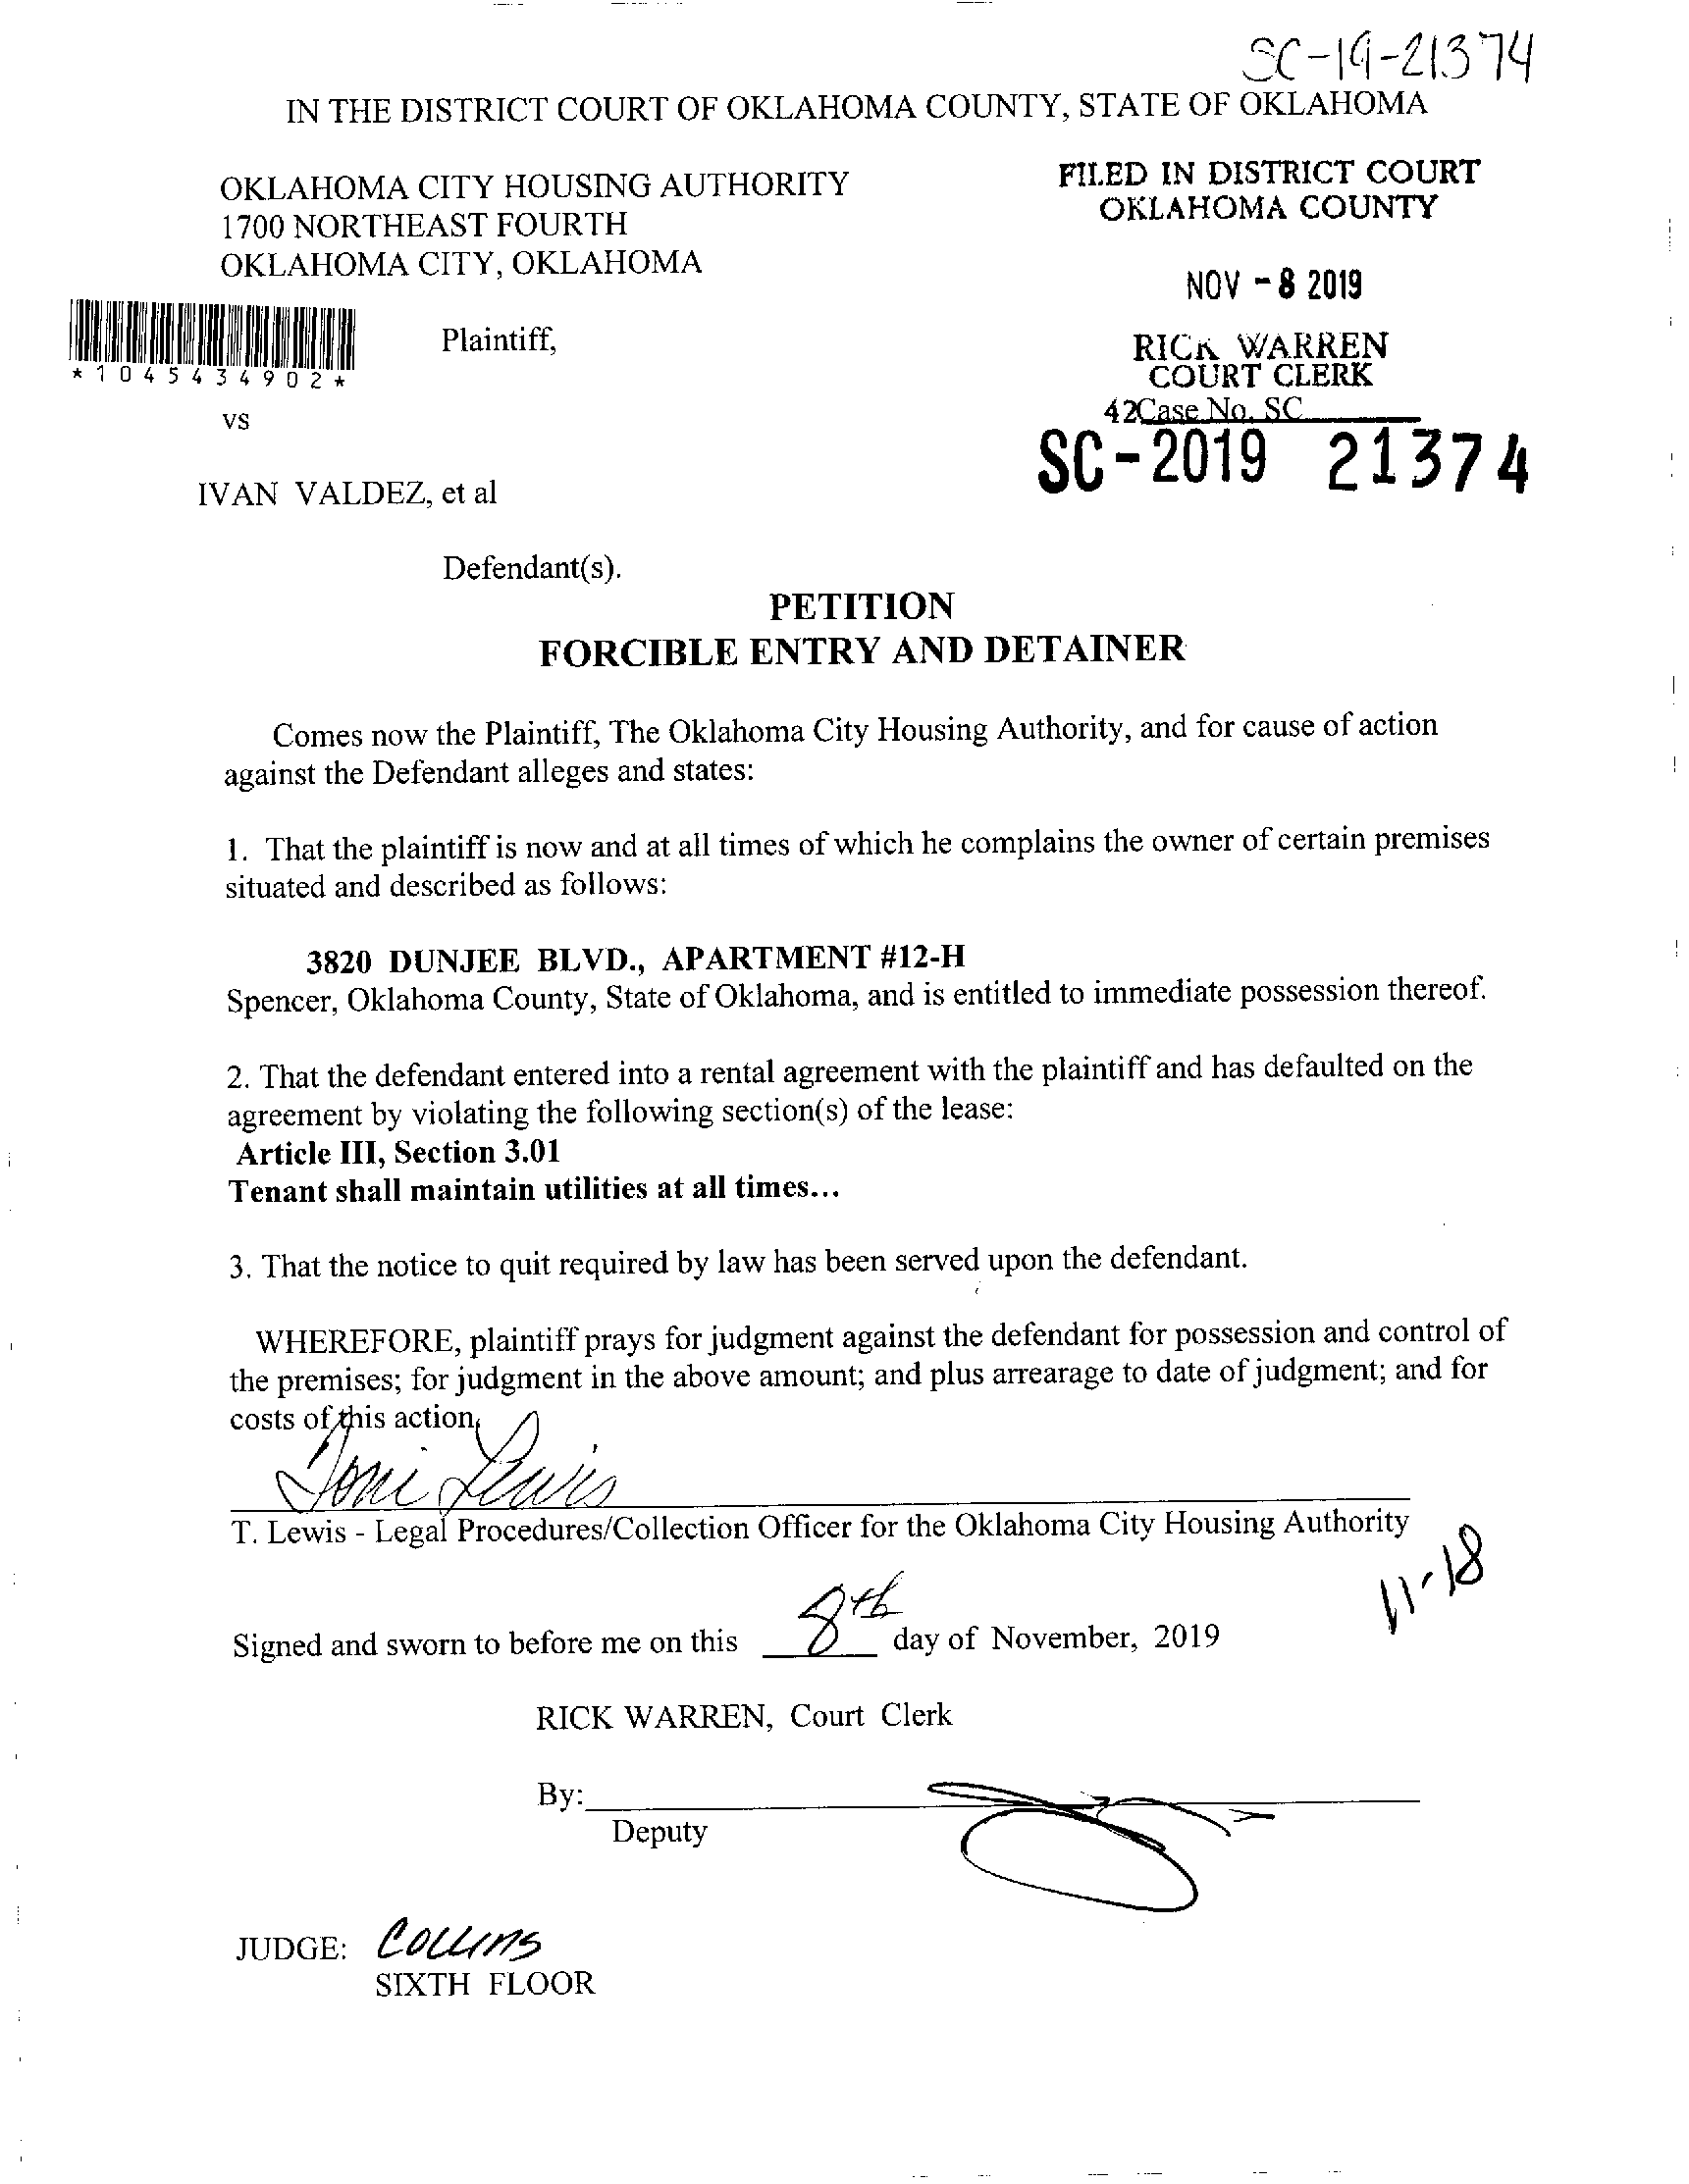 SC-19-21374
IN THE DISTRICT COURT OF OKLAHOMA COUNTY, STATE OF OKLAHOMA
OKLAHOMA CITY HOUSING AUTHORITY
1700 NORTHEAST FOURTH
OKLAHOMA CITY, OKLAHOMA
FILED IN DISTRICT COURT
OKLAHOMA COUNTY
NOV - 8 2019
RICK WARREN
COURT CLERK
*1045434902*
Plaintiff,
42Case No. SC
SC-2019 21374
vs
IVAN VALDEZ, et al
Defendant(s).
PETITION
FORCIBLE ENTRY AND DETAINER
Comes now the Plaintiff, The Oklahoma City Housing Authority, and for cause of action
against the Defendant alleges and states:
1. That the plaintiff is now and at all times of which he complains the owner of certain premises
situated and described as follows:
3820 DUNJEE BLVD., APARTMENT #12-H
Spencer, Oklahoma County, State of Oklahoma, and is entitled to immediate possession thereof.
2. That the defendant entered into a rental agreement with the plaintiff and has defaulted on the
agreement by violating the following section(s) of the lease:
Article III, Section 3.01
Tenant shall maintain utilities at all times...
3. That the notice to quit required by law has been served upon the defendant.
WHEREFORE, plaintiff prays for judgment against the defendant for possession and control of
the premises; for judgment in the above amount; and plus arrearage to date of judgment; and for
costs of this action.
Toni Lewis
T. Lewis - Legal Procedures/Collection Officer for the Oklahoma City Housing Authority
11-18
Signed and sworn to before me on this 8th day of November, 2019
RICK WARREN, Court Clerk
By:
Deputy
JUDGE: COLLINS
SIXTH FLOOR